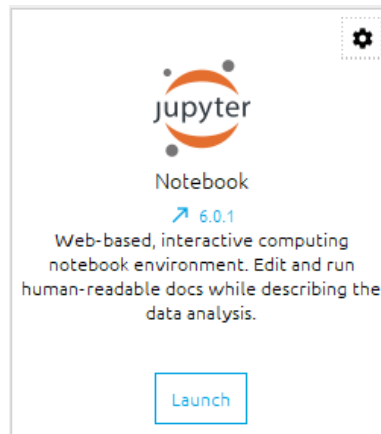 jupyter
Notebook
6.0.1
Web-based, interactive computing
notebook environment. Edit and run
human-readable docs while describing the
data analysis.
Launch